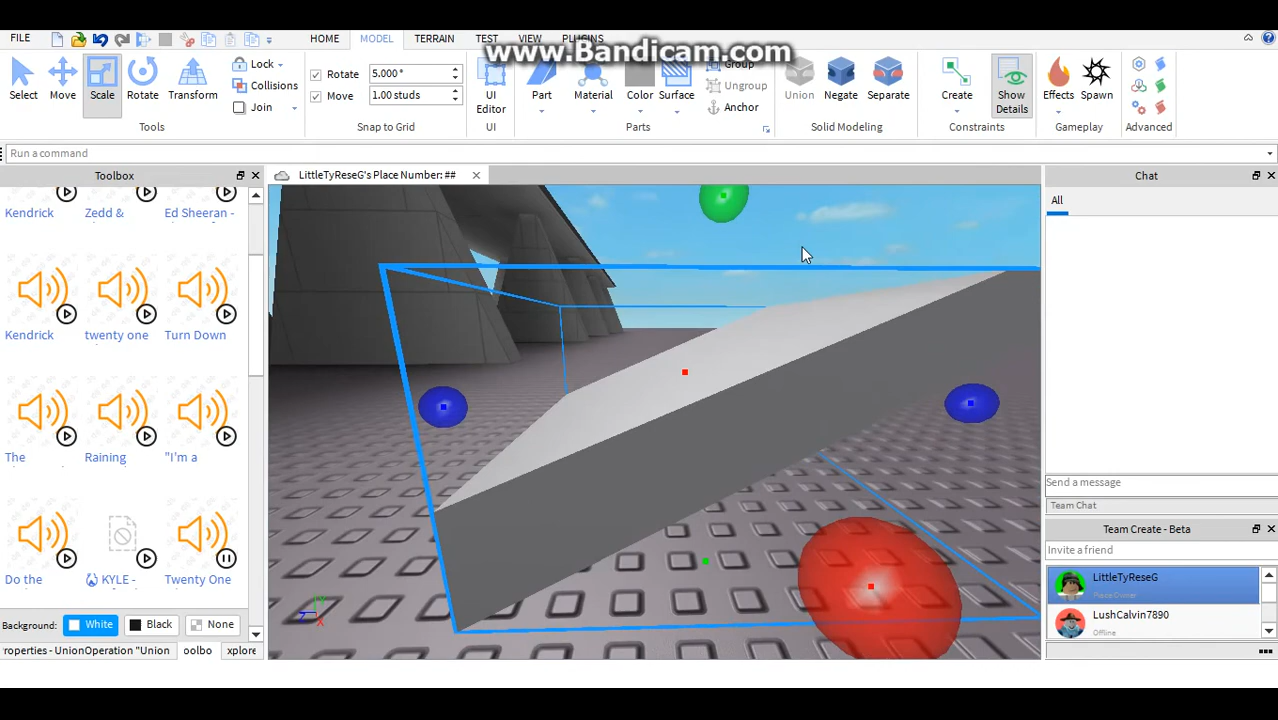 FILE
HOME
MODEL
TERRAIN
TEST
VIEW
PLUGINS
www.Bandicam.com
Select
Move
Scale
Rotate
Transform
Lock
Collisions
Join
Tools
Rotate
5.000°
Move
1.00 studs
Snap to Grid
UI
Editor
UI
Part
Material
Color
Surface
Group
Ungroup
Anchor
Parts
Union
Negate
Separate
Solid Modeling
Create
Show
Details
Constraints
Effects
Spawn
Gameplay
Advanced
Run a command
Toolbox
LittleTyReseG's Place Number: ##
Chat
Kendrick
Zedd &
Ed Sheeran -
All
Kendrick
twenty one
Turn Down
The
Raining
"I'm a
Send a message
Team Chat
Team Create - Beta
Invite a friend
Do the
KYLE -
Twenty One
LittleTyReseG
Place Owner
LushCalvin7890
Offline
Background:
White
Black
None
roperties - UnionOperation "Union
oolbo
xplore
Y
Z
X